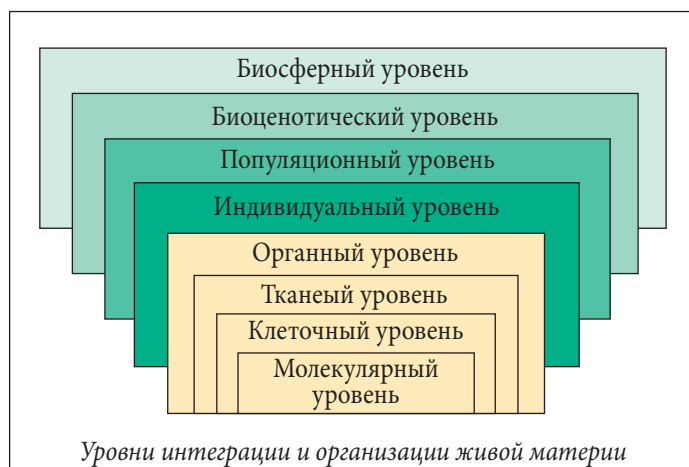 Биосферный уровень
Биоценотический уровень
Популяционный уровень
Индивидуальный уровень
Органный уровень
Тканеый уровень
Клеточный уровень
Молекулярный
уровень
Уровни интеграции и организации живой материи